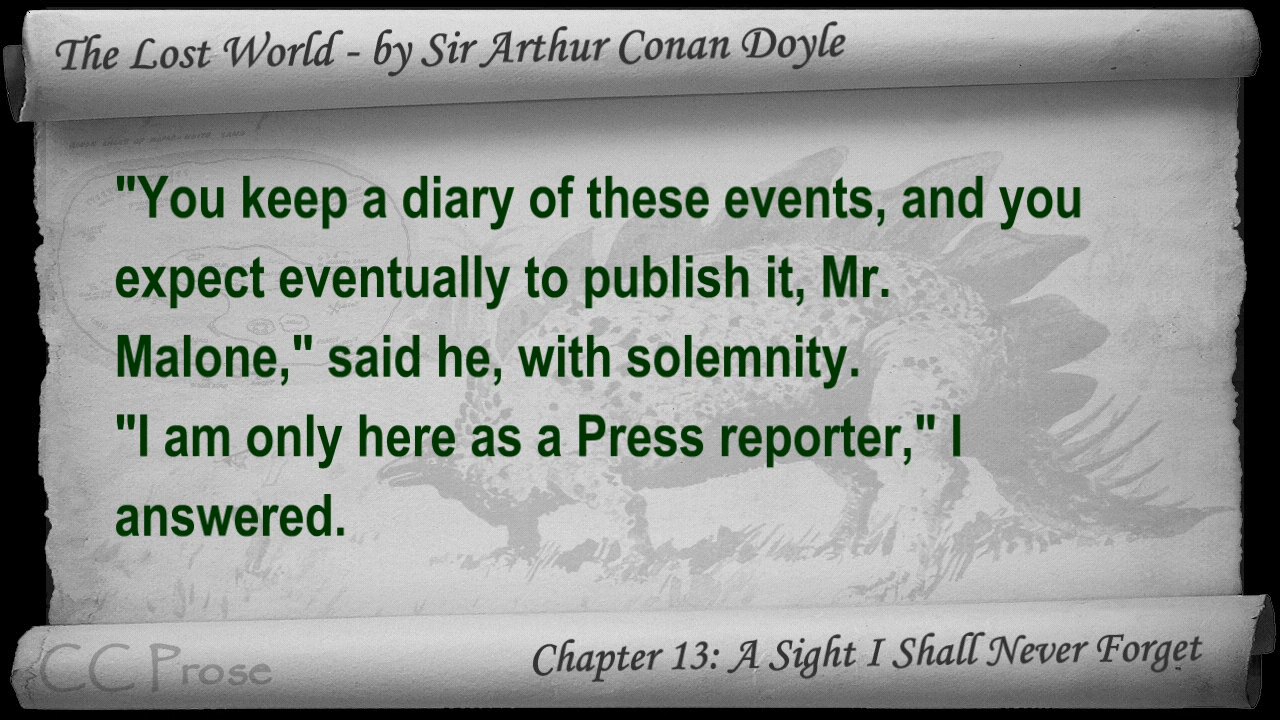 The Lost World - by Sir Arthur Conan Doyle
"You keep a diary of these events, and you
expect eventually to publish it, Mr.
Malone," said he, with solemnity.
"I am only here as a Press reporter," I
answered.
CC Prose
Chapter 13: A Sight I Shall Never Forget